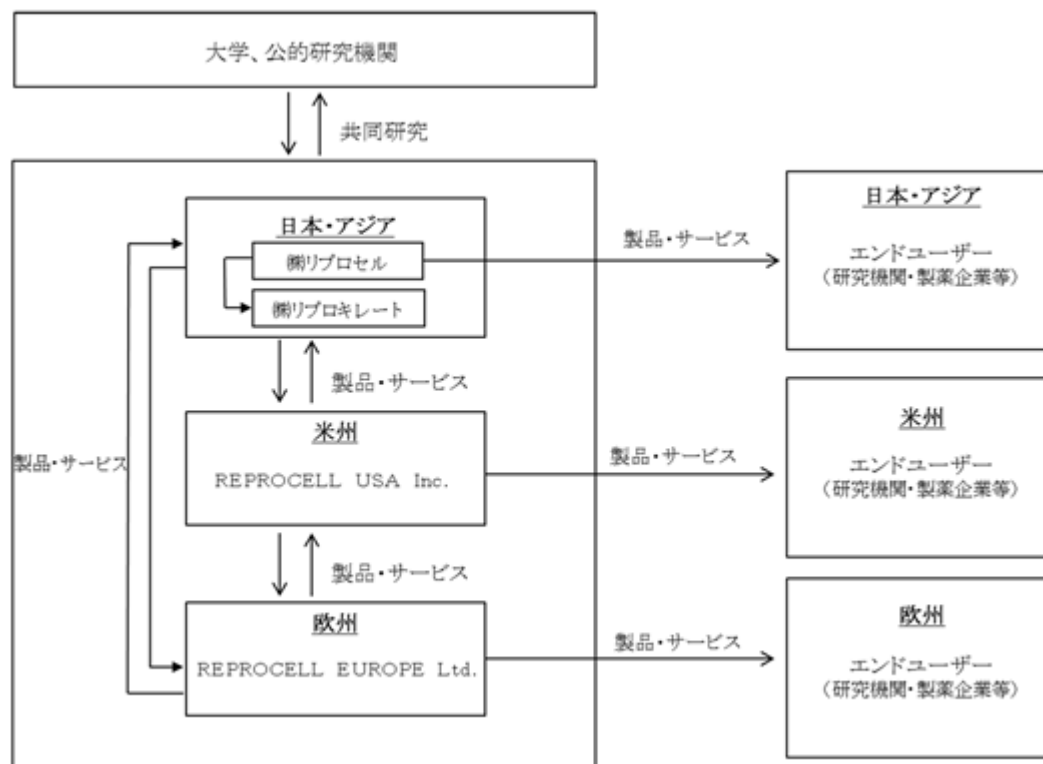 大学、公的研究機関
共同研究
日本・アジア
㈱リプロセル
㈱リプロキレート
製品・サービス
日本・アジア
エンドユーザー
（研究機関・製薬企業等）
製品・サービス
米州
REPROCELL USA Inc.
製品・サービス
米州
エンドユーザー
（研究機関・製薬企業等）
製品・サービス
製品・サービス
欧州
REPROCELL EUROPE Ltd.
製品・サービス
欧州
エンドユーザー
（研究機関・製薬企業等）